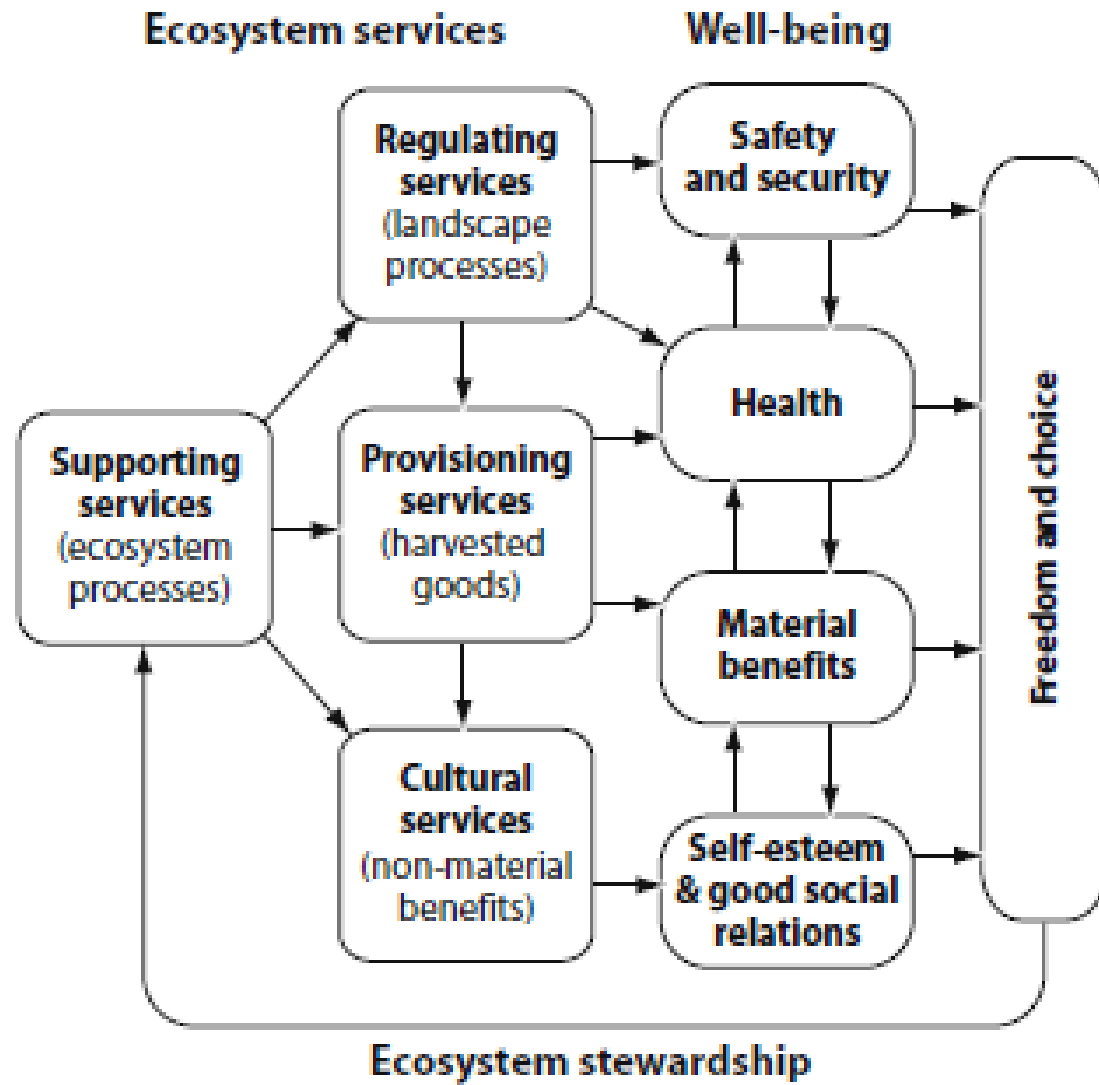 Ecosystem services
Well-being
Regulating
services
(landscape
processes)
Safety
and security
Supporting
services
(ecosystem
processes)
Provisioning
services
(harvested
goods)
Health
Material
benefits
Cultural
services
(non-material
benefits)
Self-esteem
& good social
relations
Freedom and choice
Ecosystem stewardship